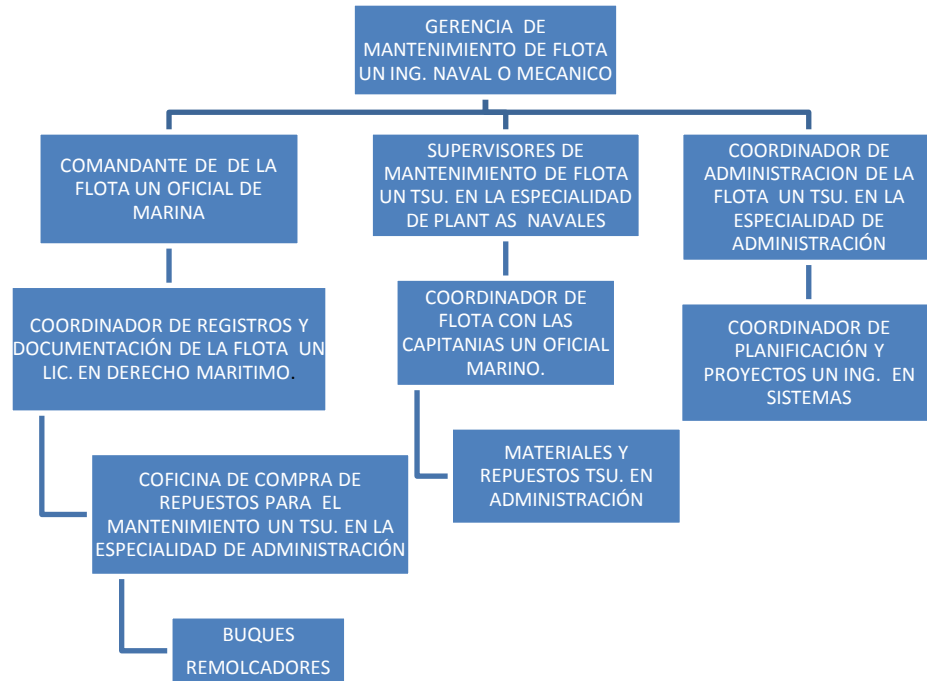 GERENCIA DE
MANTENIMIENTO DE FLOTA
UN ING. NAVAL O MECANICO
COMANDANTE DE DE LA
FLOTA UN OFICIAL DE
MARINA
SUPERVISORES DE
MANTENIMIENTO DE FLOTA
UN TSU. EN LA ESPECIALIDAD
DE PLANT AS NAVALES
COORDINADOR DE
ADMINISTRACION DE LA
FLOTA UN TSU. EN LA
ESPECIALIDAD DE
ADMINISTRACIÓN
COORDINADOR DE REGISTROS Y
DOCUMENTACIÓN DE LA FLOTA UN
LIC. EN DERECHO MARITIMO.
COORDINADOR DE
FLOTA CON LAS
CAPITANIAS UN OFICIAL
MARINO.
COORDINADOR DE
PLANIFICACIÓN Y
PROYECTOS UN ING. EN
SISTEMAS
COFICINA DE COMPRA DE
REPUESTOS PARA EL
MANTENIMIENTO UN TSU. EN LA
ESPECIALIDAD DE ADMINISTRACIÓN
MATERIALES Y
REPUESTOS TSU. EN
ADMINISTRACIÓN
BUQUES
REMOLCADORES